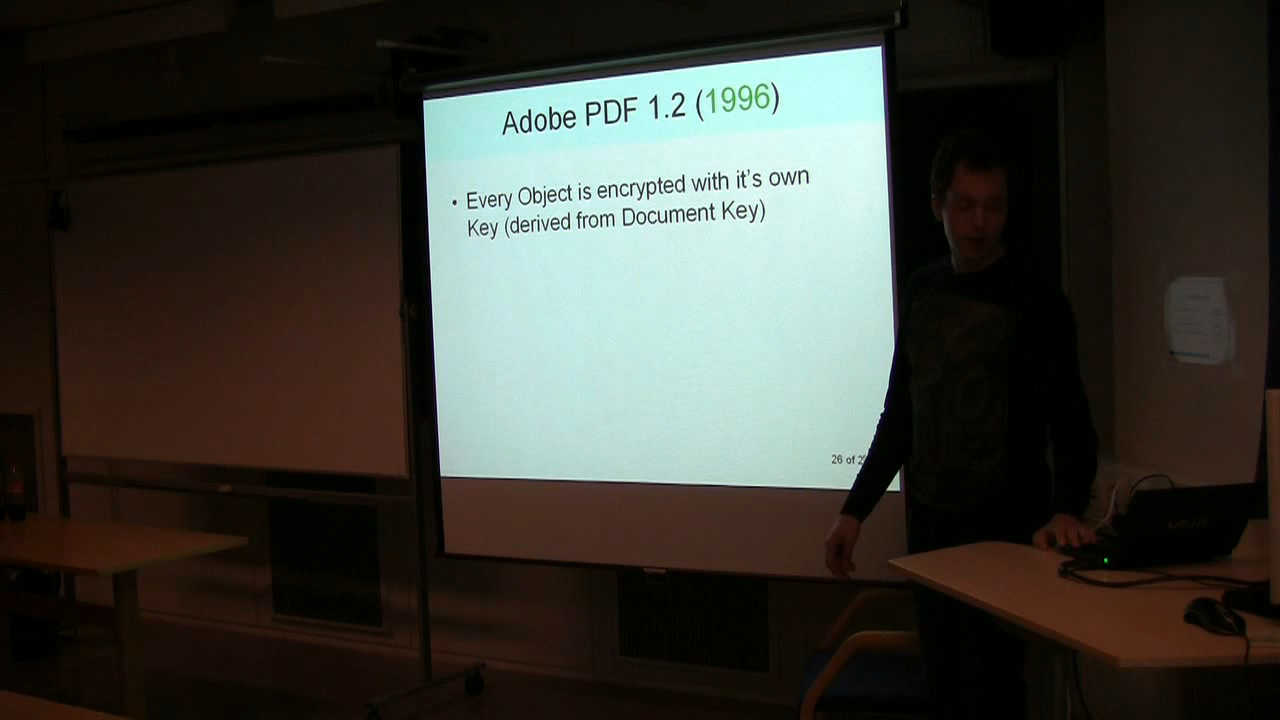 Adobe PDF 1.2 (1996)
• Every Object is encrypted with it's own
Key (derived from Document Key)
26 of
VAIO